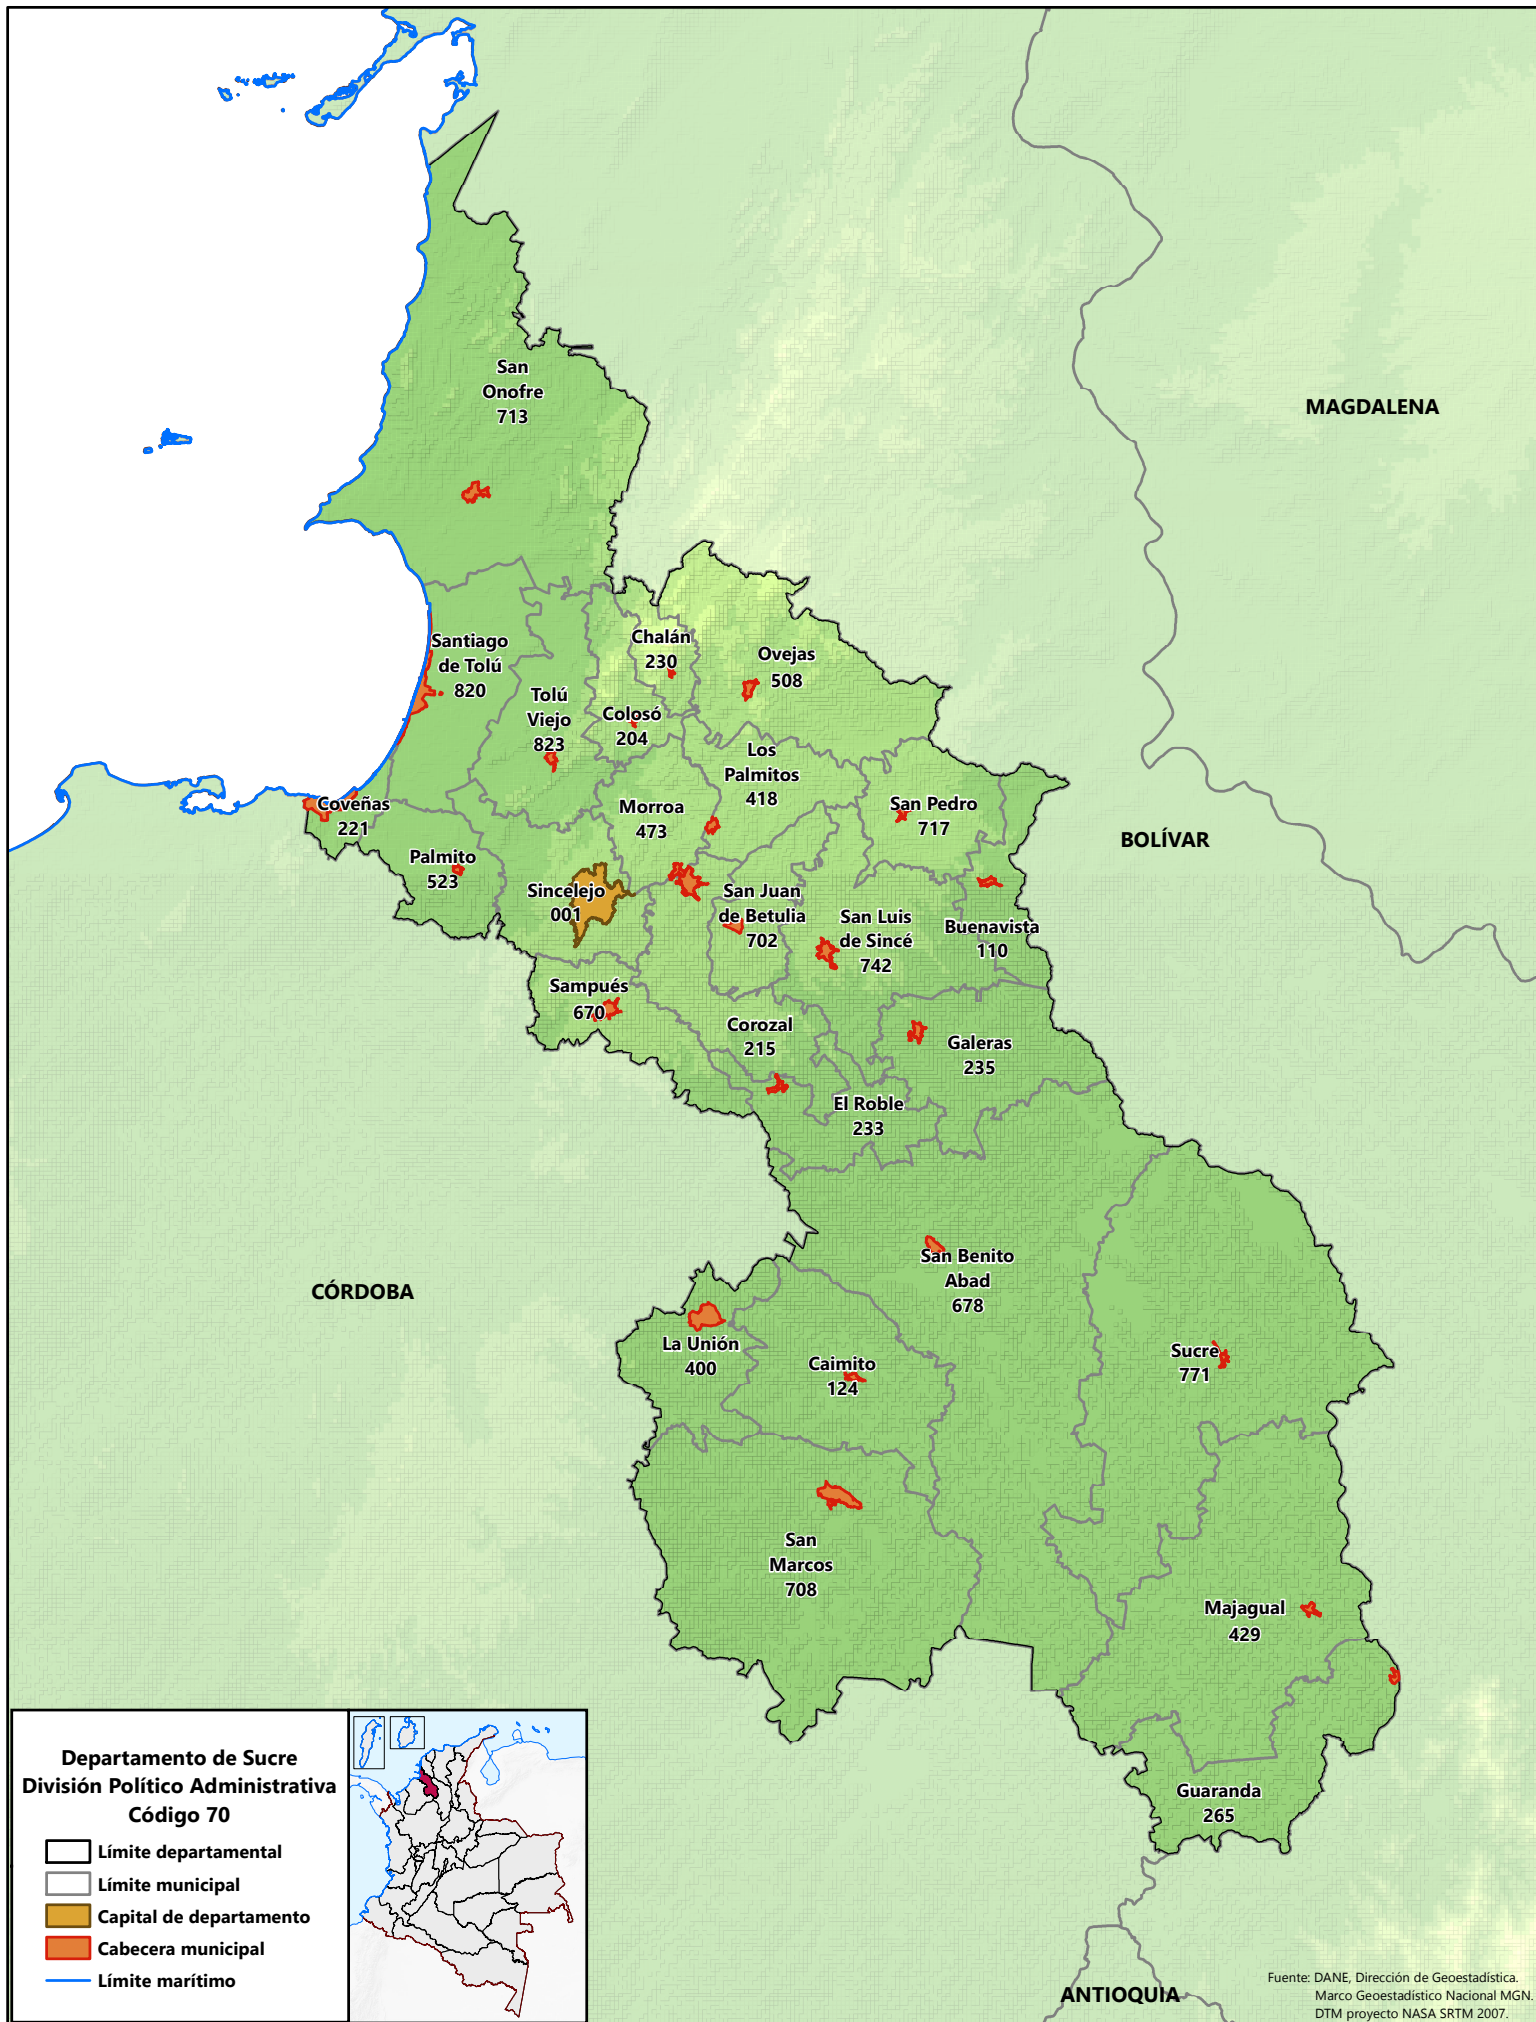 San
Onofre
713
MAGDALENA
Santiago
de Tolú
820
Tolú
Viejo
823
Chalán
230
Colosó
204
Ovejas
508
Los
Palmitos
418
Morroa
473
San Pedro
717
BOLÍVAR
Coveñas
221
Palmito
523
Sincelejo
001
San Juan
de Betulia
702
San Luis
de Sincé
742
Buenavista
110
Sampués
670
Corozal
215
Galeras
235
El Roble
233
San Benito
Abad
678
CÓRDOBA
La Unión
400
Caimito
124
Sucre
771
San
Marcos
708
Majagual
429
Guaranda
265
ANTIOQUIA
Departamento de Sucre
División Político Administrativa
Código 70
Límite departamental
Límite municipal
Capital de departamento
Cabecera municipal
Límite marítimo
Fuente: DANE, Dirección de Geoestadística.
Marco Geoestadístico Nacional MGN.
DTM proyecto NASA SRTM 2007.